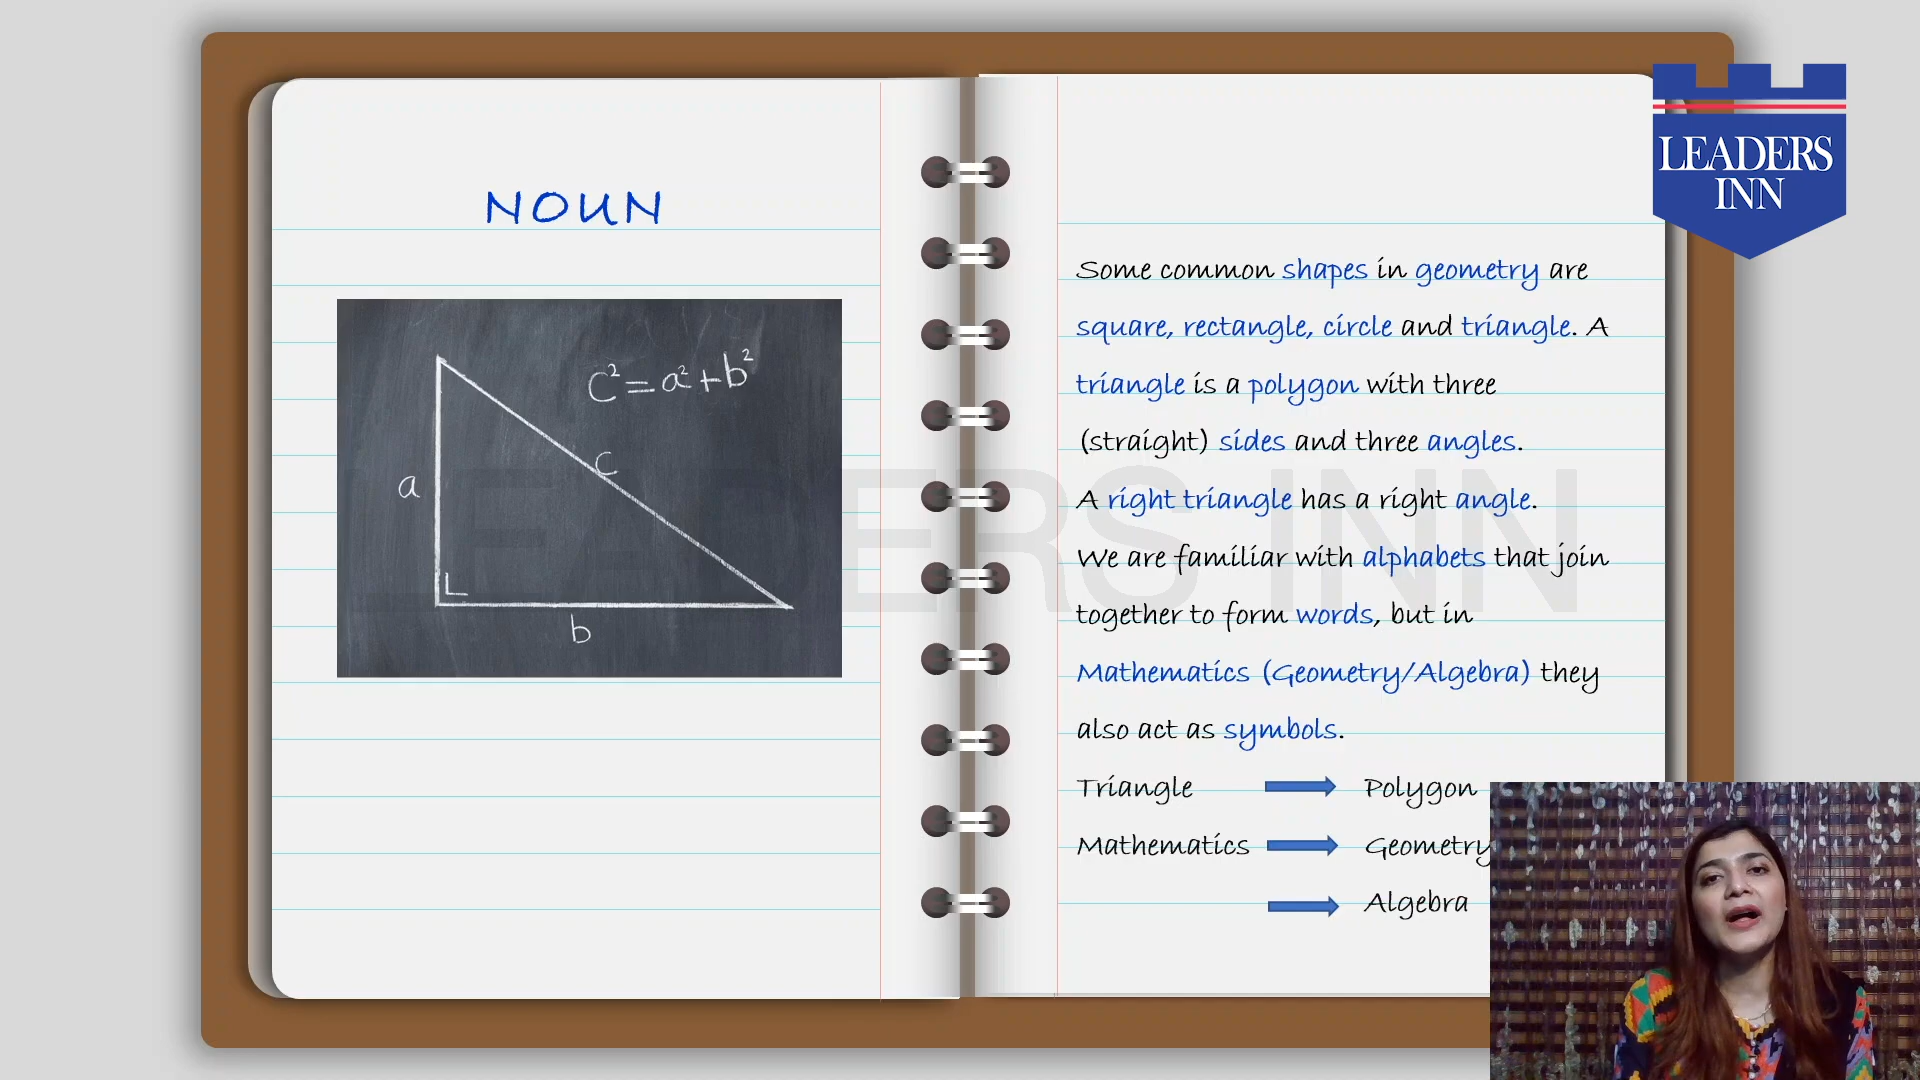 NOUN
C²=a²+b²
a
C
b
LEADERS
INN
Some common shapes in geometry are
square, rectangle, circle and triangle. A
triangle is a polygon with three
(straight) sides and three angles.
A right triangle has a right angle.
We are familiar with alphabets that join
together to form words, but in
Mathematics (Geometry/Algebra) they
also act as symbols.
Triangle Polygon
Mathematics Geometry
Algebra
LEADERS INN